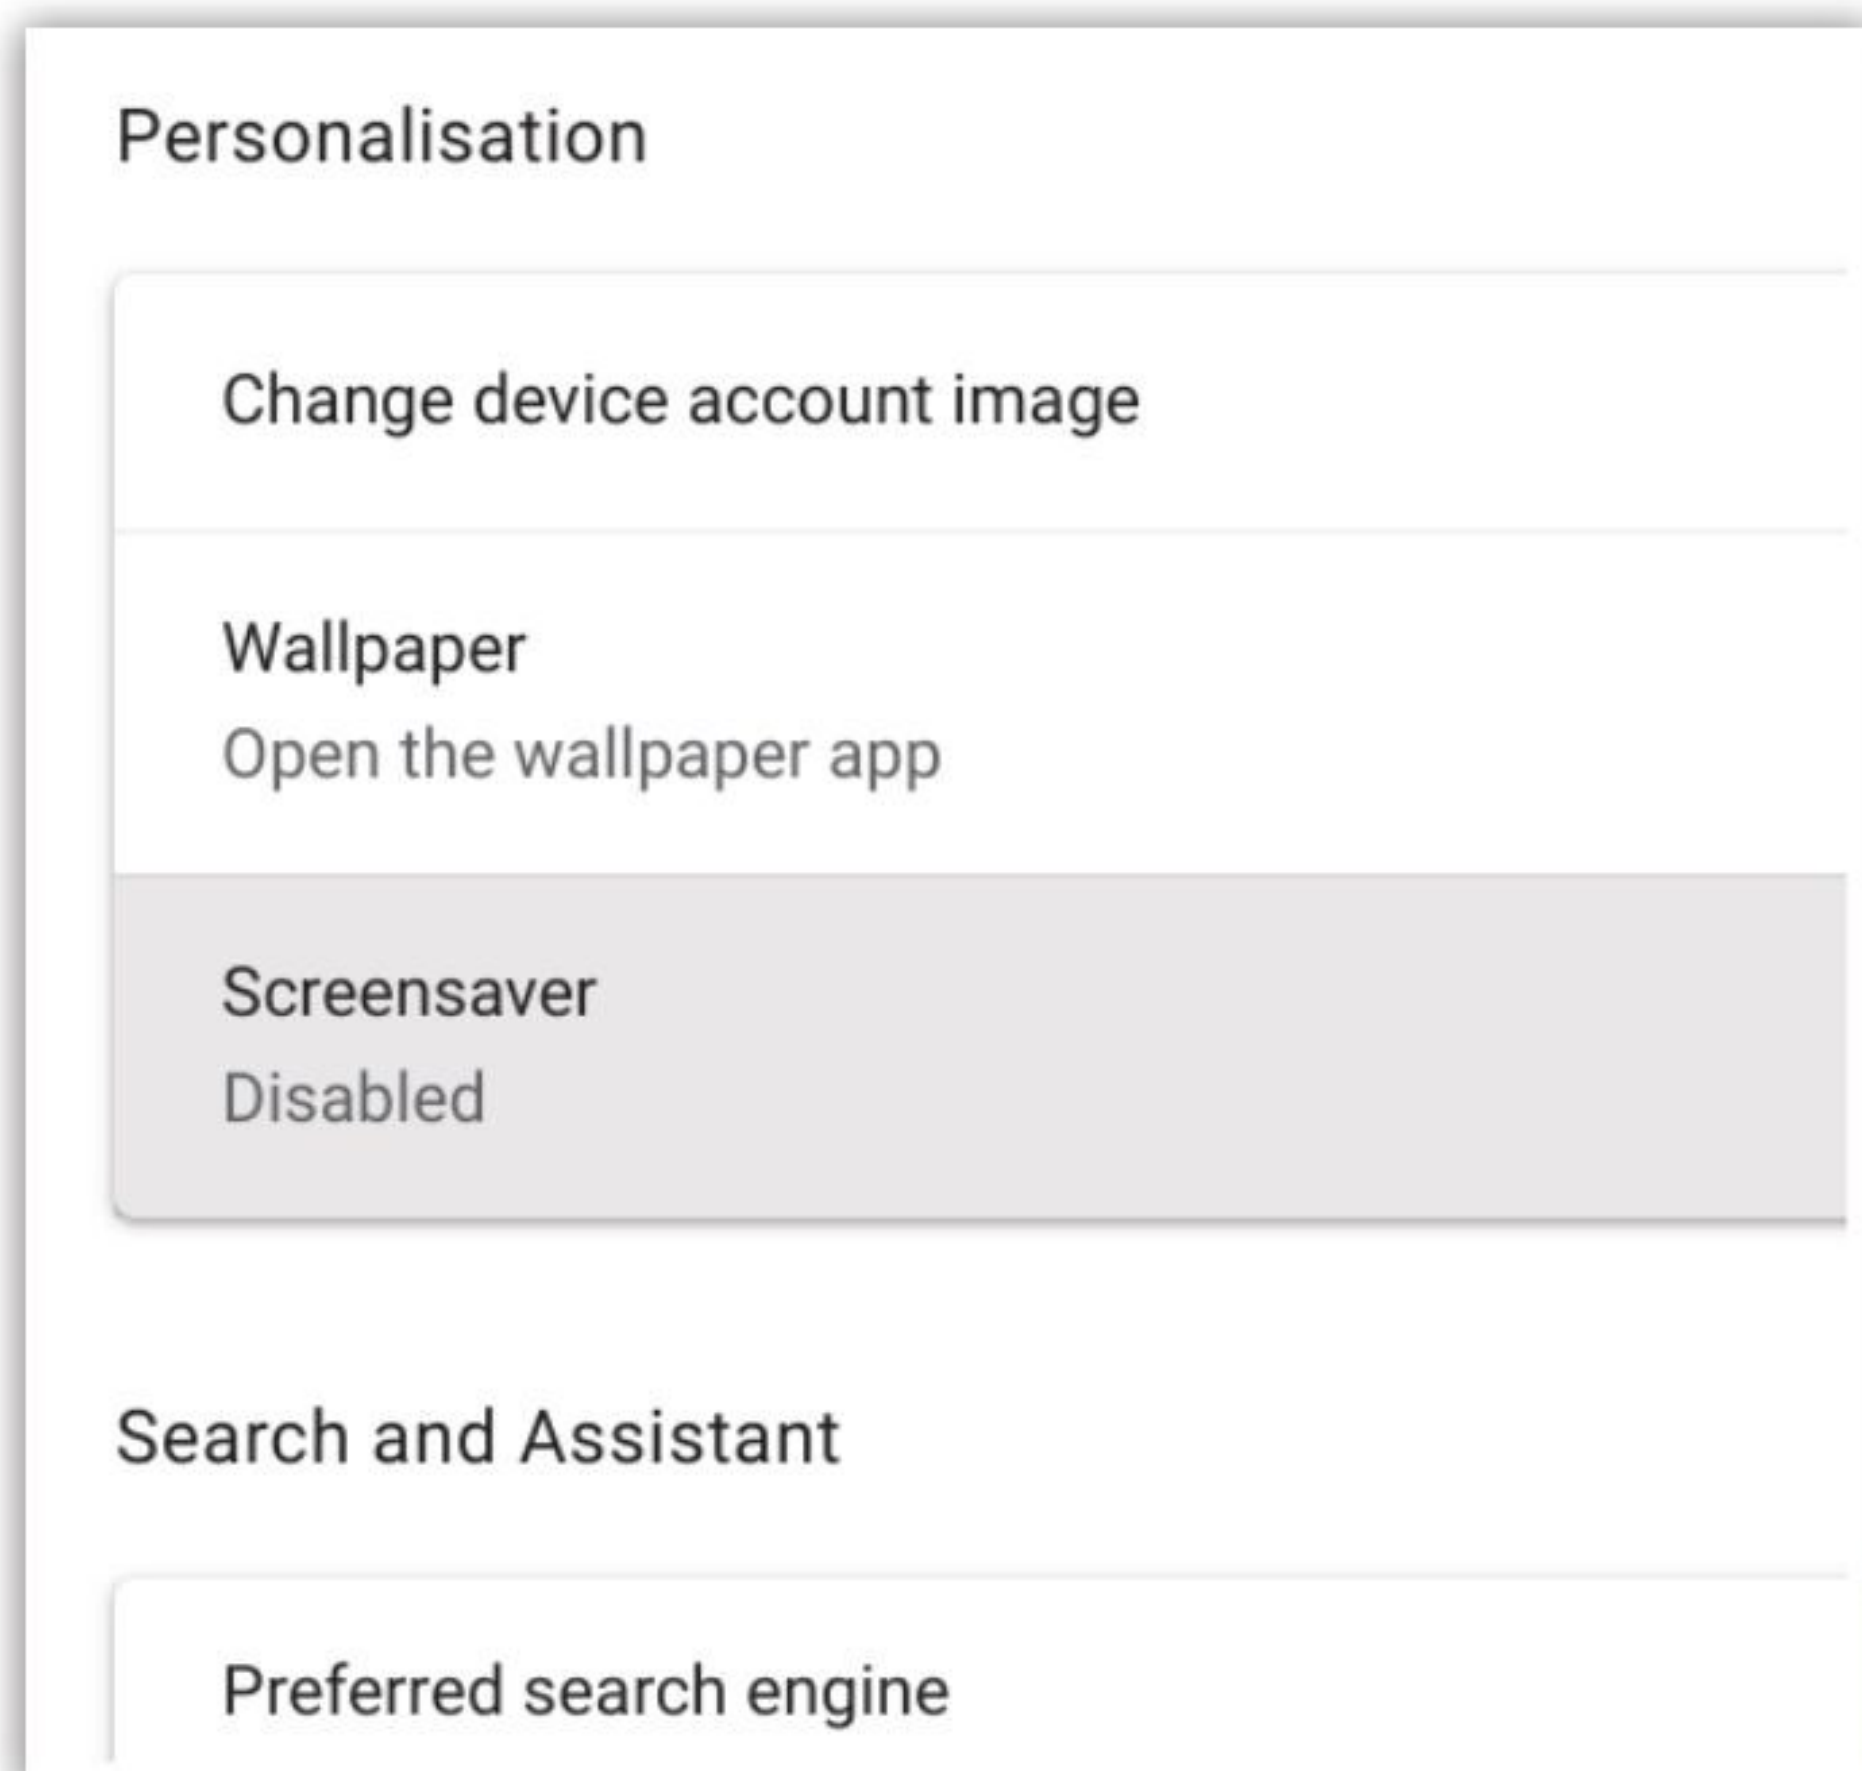 Personalisation
Change device account image
Wallpaper
Open the wallpaper app
Screensaver
Disabled
Search and Assistant
Preferred search engine